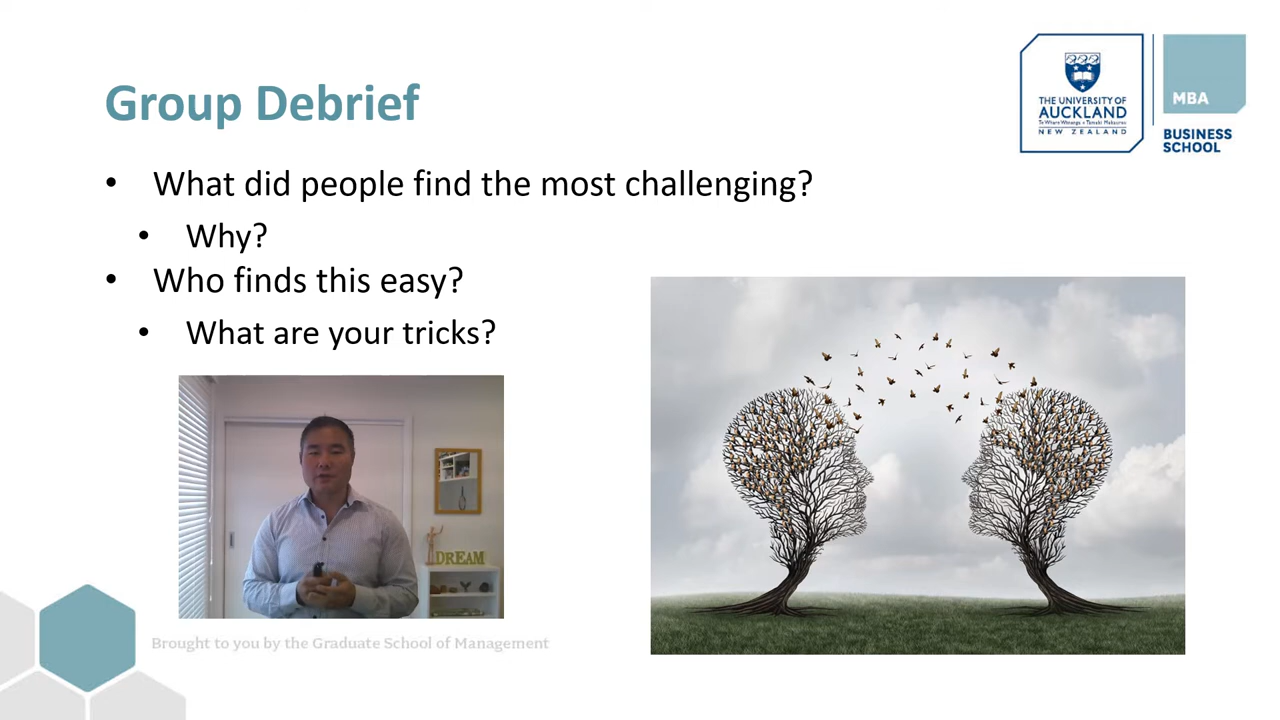 Group Debrief
THE UNIVERSITY OF
AUCKLAND
Te Whare Wānanga o Tāmaki Makaurau
NEW ZEALAND
MBA
BUSINESS
SCHOOL
• What did people find the most challenging?
• Why?
• Who finds this easy?
• What are your tricks?
DREAM
Brought to you by the Graduate School of Management